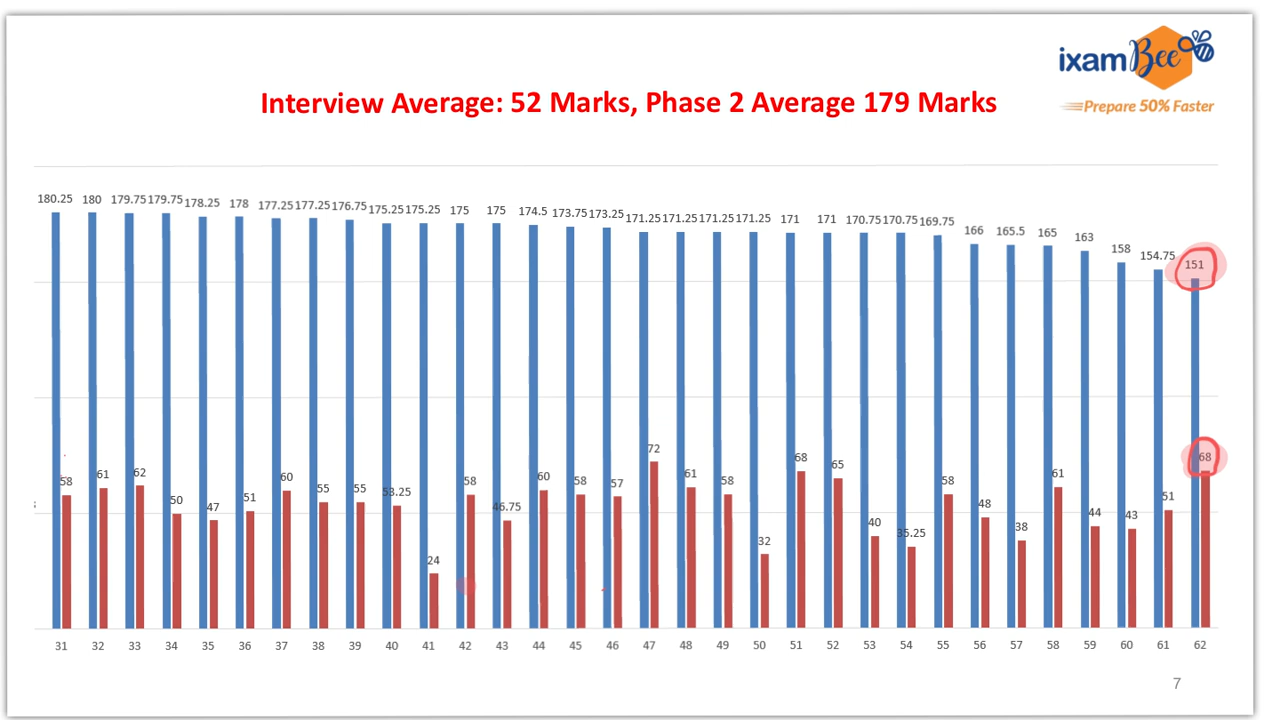 ixamBee
Prepare 50% Faster
Interview Average: 52 Marks, Phase 2 Average 179 Marks
180.25 180 179.75 179.75 178.25 178 177.25 177.25 176.75 175.25 175.25 175 175 174.5 173.75 173.25 171.25 171.25 171.25 171.25 171 171 170.75 170.75 169.75 166 165.5 165 163 158 154.75 151
58 61 62 50 47 51 60 55 55 53.25 24 58 46.75 60 58 57 72 61 58 32 68 65 40 35.25 58 48 38 61 44 43 51 68
31 32 33 34 35 36 37 38 39 40 41 42 43 44 45 46 47 48 49 50 51 52 53 54 55 56 57 58 59 60 61 62
7